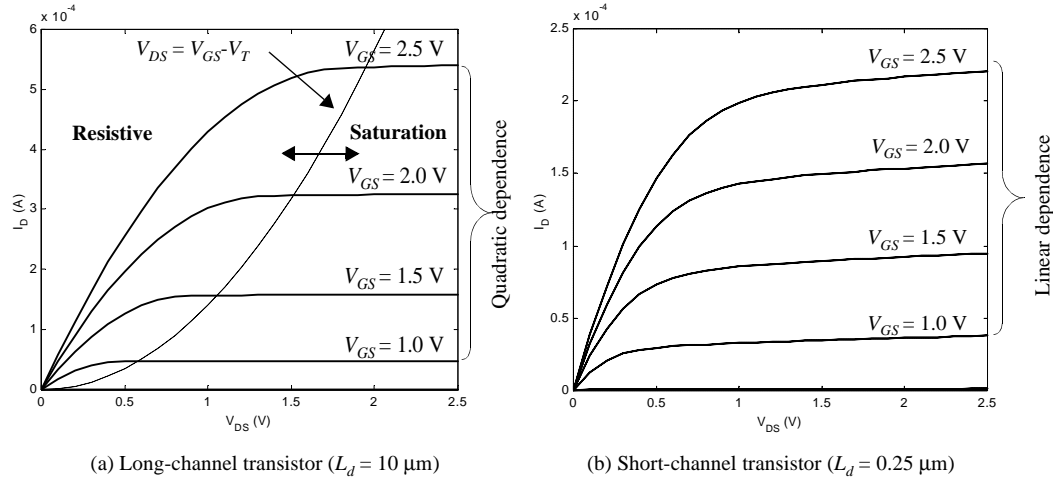 x 10⁻⁴
6
5
4
3
2
1
0
0
0.5
1
1.5
2
2.5
V_DS (V)
I_D (A)
V_DS = V_GS-V_T
V_GS = 2.5 V
Resistive
Saturation
V_GS = 2.0 V
V_GS = 1.5 V
V_GS = 1.0 V
Quadratic dependence
(a) Long-channel transistor (L_d = 10 μm)
x 10⁻⁴
2.5
2
1.5
1
0.5
0
0
0.5
1
1.5
2
2.5
V_DS (V)
I_D (A)
V_GS = 2.5 V
V_GS = 2.0 V
V_GS = 1.5 V
V_GS = 1.0 V
Linear dependence
(b) Short-channel transistor (L_d = 0.25 μm)